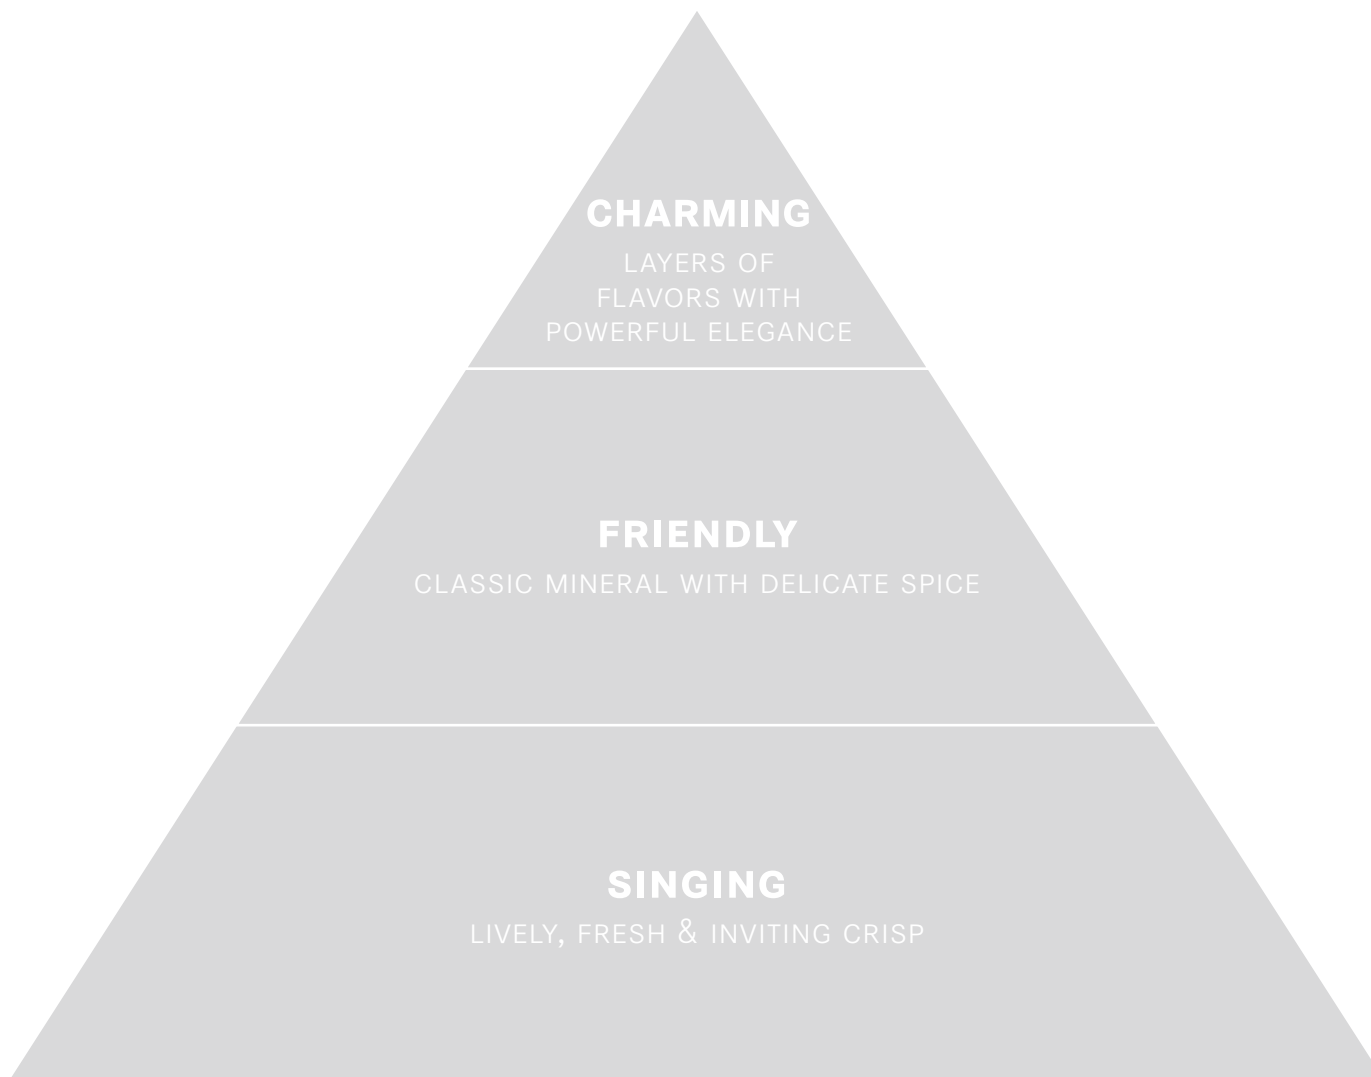 CHARMING
LAYERS OF
FLAVORS WITH
POWERFUL ELEGANCE
FRIENDLY
CLASSIC MINERAL WITH DELICATE SPICE
SINGING
LIVELY, FRESH & INVITING CRISP